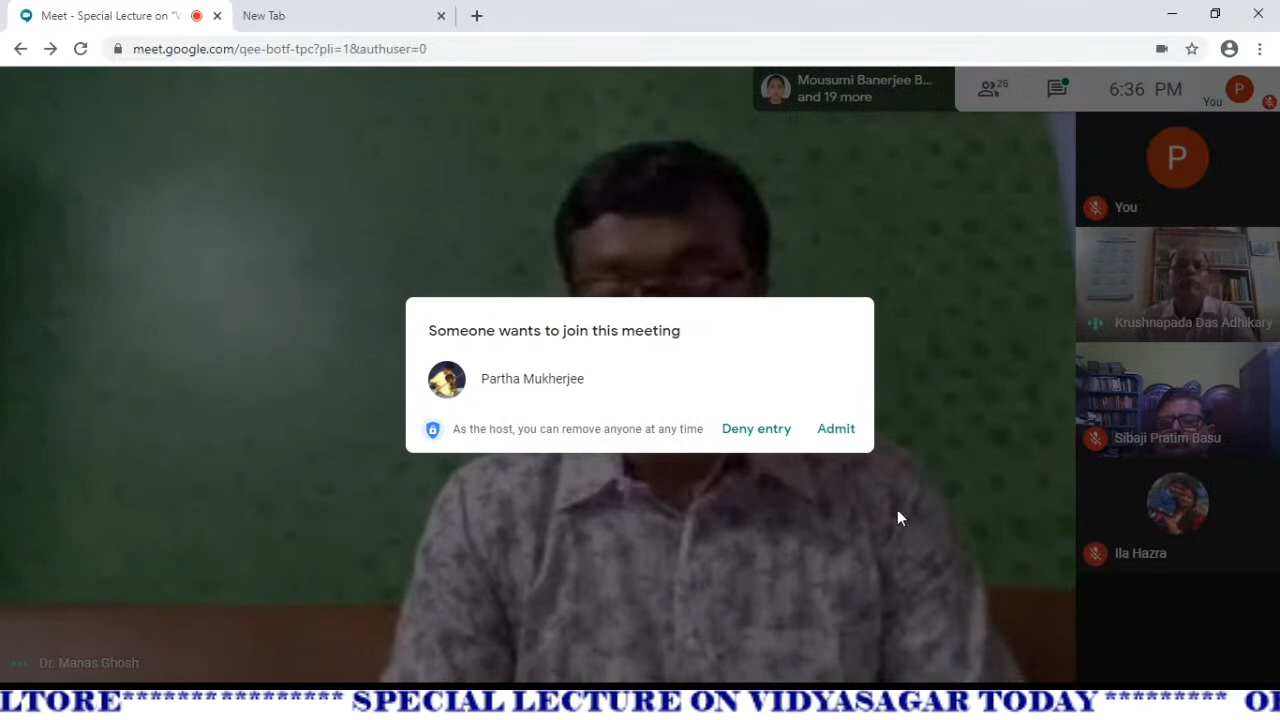 Meet - Special Lecture on "V
New Tab
meet.google.com/qee-botf-tpc?pli=1&authuser=0
Mousumi Banerjee B...
and 19 more
26
6:36 PM
You
P
P
You
Krushnapada Das Adhikary
Sibaji Pratim Basu
Ila Hazra
Someone wants to join this meeting
Partha Mukherjee
As the host, you can remove anyone at any time
Deny entry
Admit
Dr. Manas Ghosh
LTORE**************** SPECIAL LECTURE ON VIDYASAGAR TODAY ********* OR